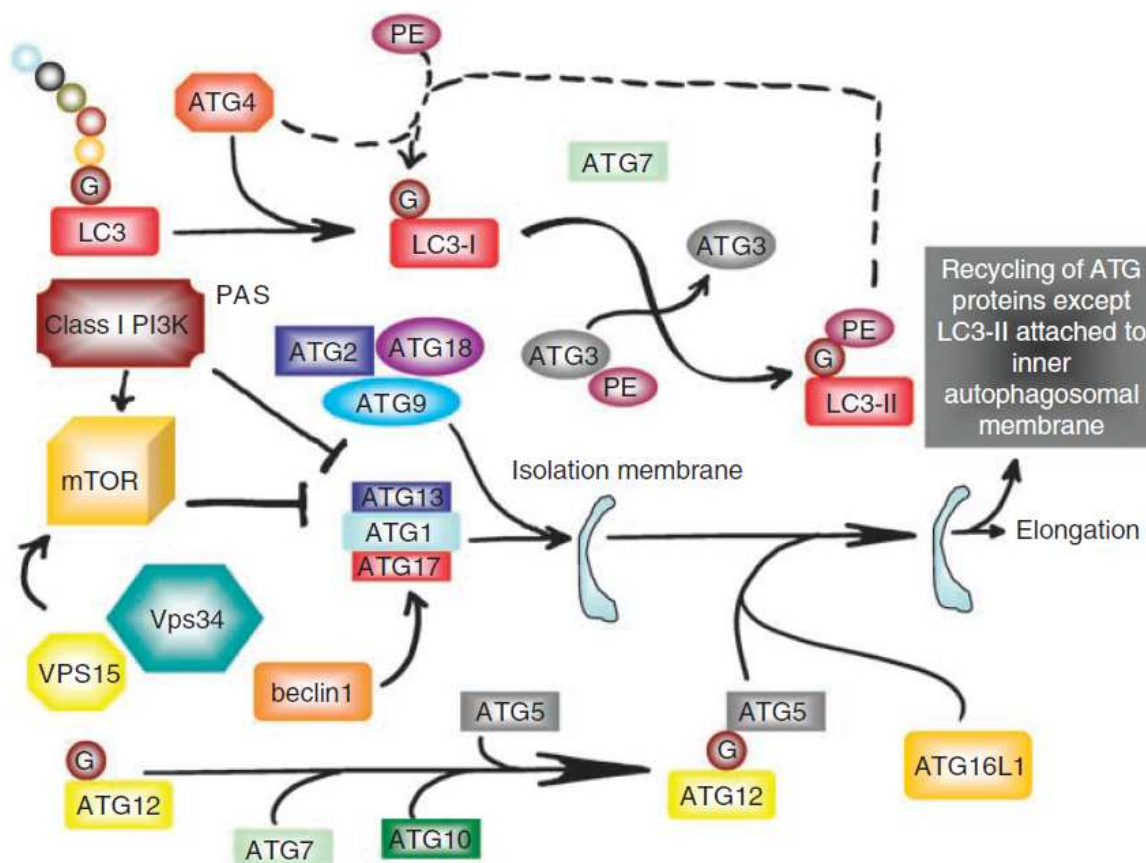 PE
ATG4
ATG7
G
G
LC3
LC3-I
ATG3
Recycling of ATG
proteins except
LC3-II attached to
inner
autophagosomal
membrane
Class I PI3K
PAS
ATG2
ATG18
ATG9
ATG3
PE
PE
G
LC3-II
mTOR
Isolation membrane
ATG13
ATG1
ATG17
Elongation
Vps34
VPS15
beclin1
ATG5
ATG5
G
G
ATG12
ATG12
ATG16L1
ATG7
ATG10